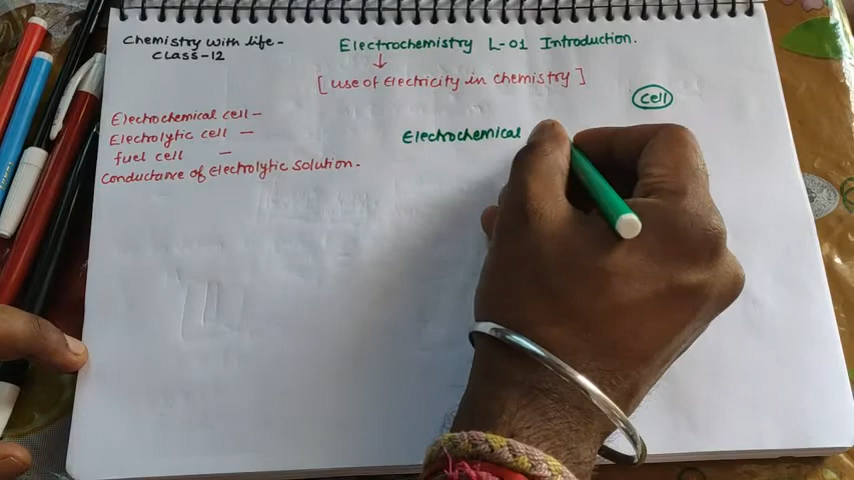 Chemistry with life-
Class-12
Electrochemistry L-01 Introduction.
[use of Electricity in chemistry]
cell
Electrochemical cell-
Electrolytic cell -
fuel cell -
Conductance of Electrolytic solution.
Electrochemical